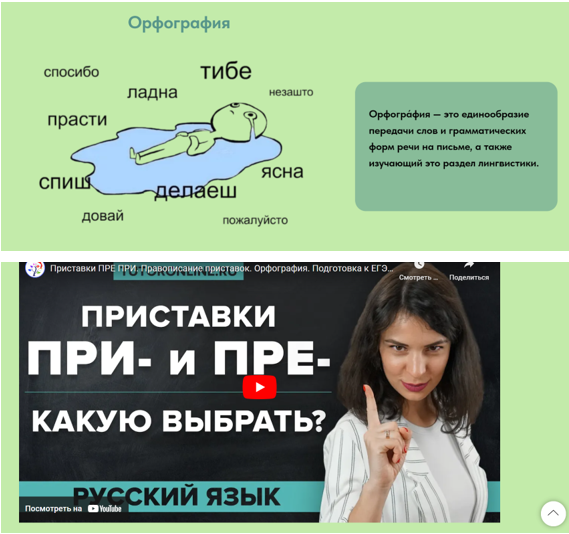 Орфография
спосибо
тибе
ладна
незашто
прасти
ясна
спиш
делаеш
довай
пожалуйсто
Орфогра́фия — это единообразие
передачи слов и грамматических
форм речи на письме, а также
изучающий это раздел лингвистики.
Приставки ПРЕ ПРИ. Правописание приставок. Орфография. Подготовка к ЕГЭ...
Смотреть ...
Поделиться
TUTORONLINE.RU
ПРИСТАВКИ
ПРИ- и ПРЕ-
КАКУЮ ВЫБРАТЬ?
РУССКИЙ ЯЗЫК
Посмотреть на YouTube